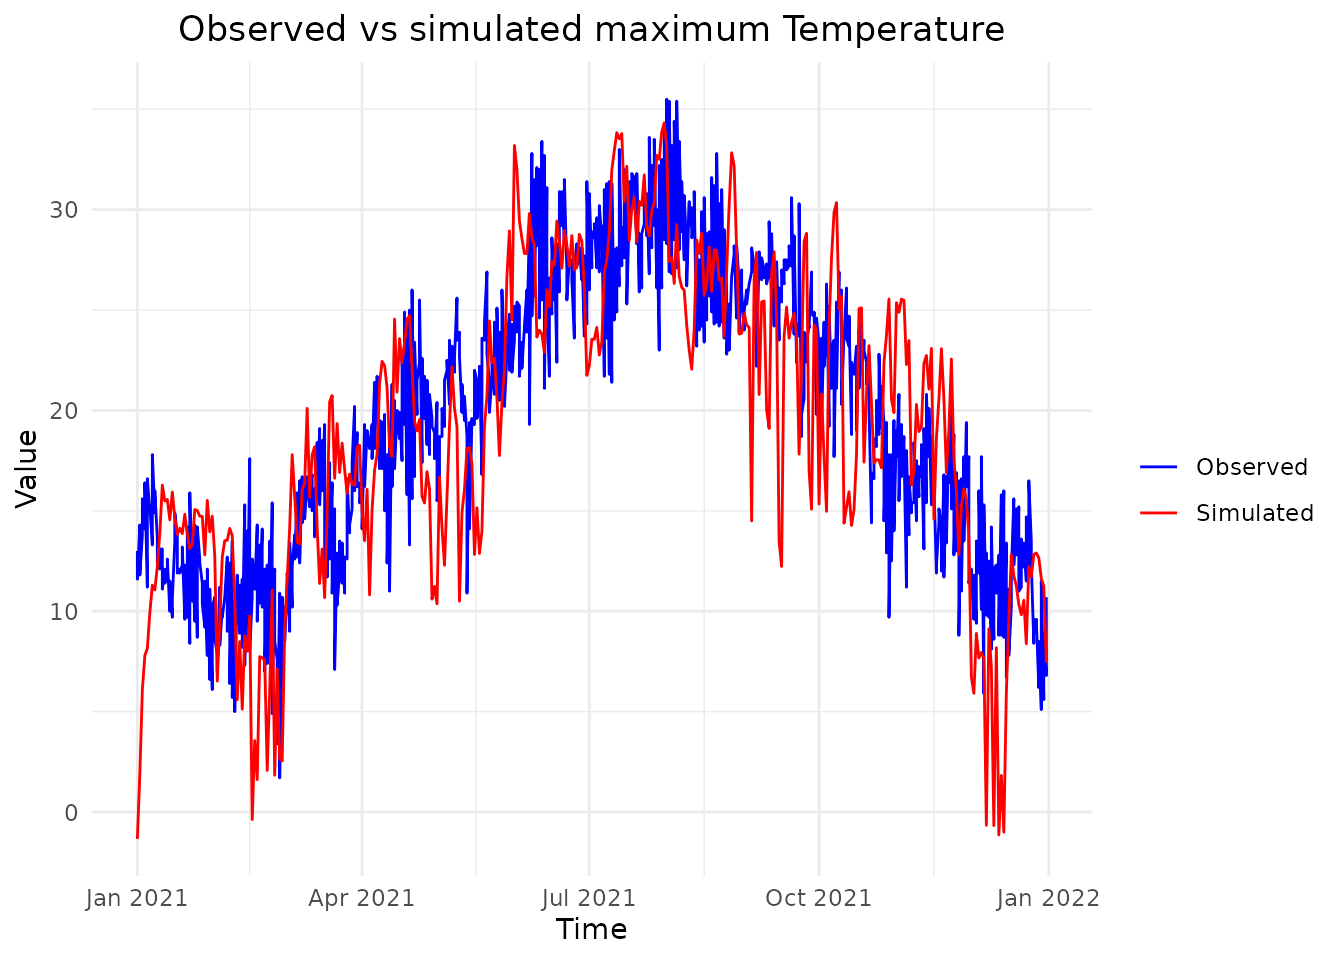 Observed vs simulated maximum Temperature
Value
30
20
10
0
Jan 2021
Apr 2021
Jul 2021
Oct 2021
Jan 2022
Time
Observed
Simulated